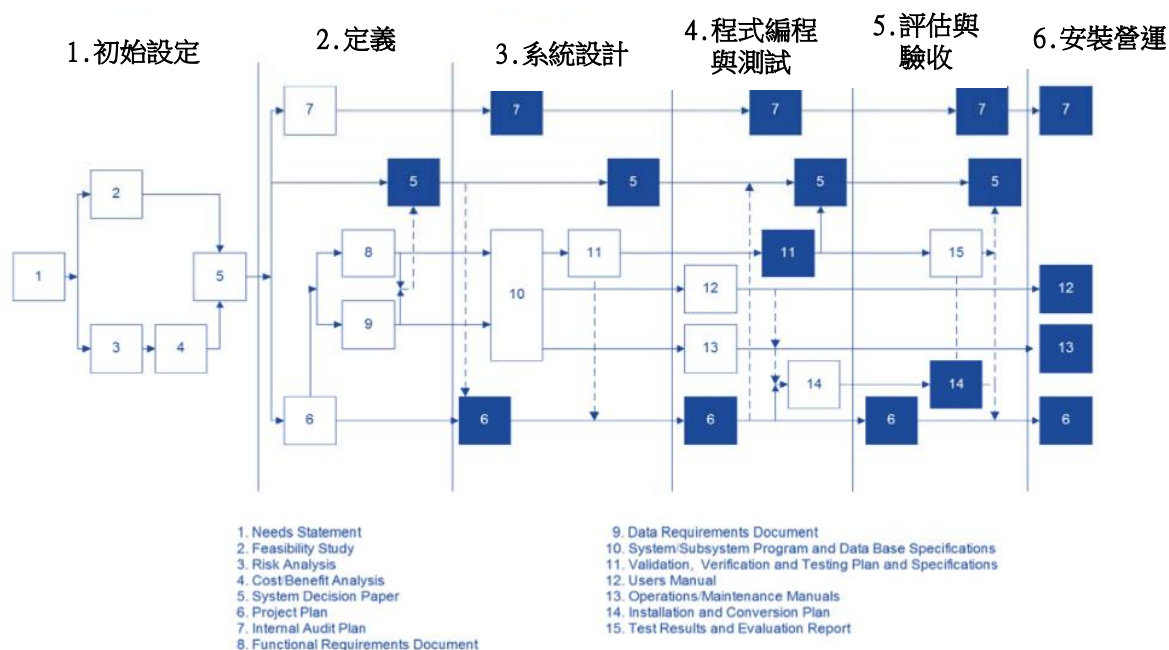 1.初始設定
2.定義
3.系統設計
4.程式編程
與測試
5.評估與
驗收
6.安裝營運
7
7
7
7
7
2
5
5
5
5
1
5
8
11
11
15
10
12
12
9
3
4
13
13
14
14
6
6
6
6
6
1. Needs Statement
2. Feasibility Study
3. Risk Analysis
4. Cost/Benefit Analysis
5. System Decision Paper
6. Project Plan
7. Internal Audit Plan
8. Functional Requirements Document
9. Data Requirements Document
10. System/Subsystem Program and Data Base Specifications
11. Validation, Verification and Testing Plan and Specifications
12. Users Manual
13. Operations/Maintenance Manuals
14. Installation and Conversion Plan
15. Test Results and Evaluation Report